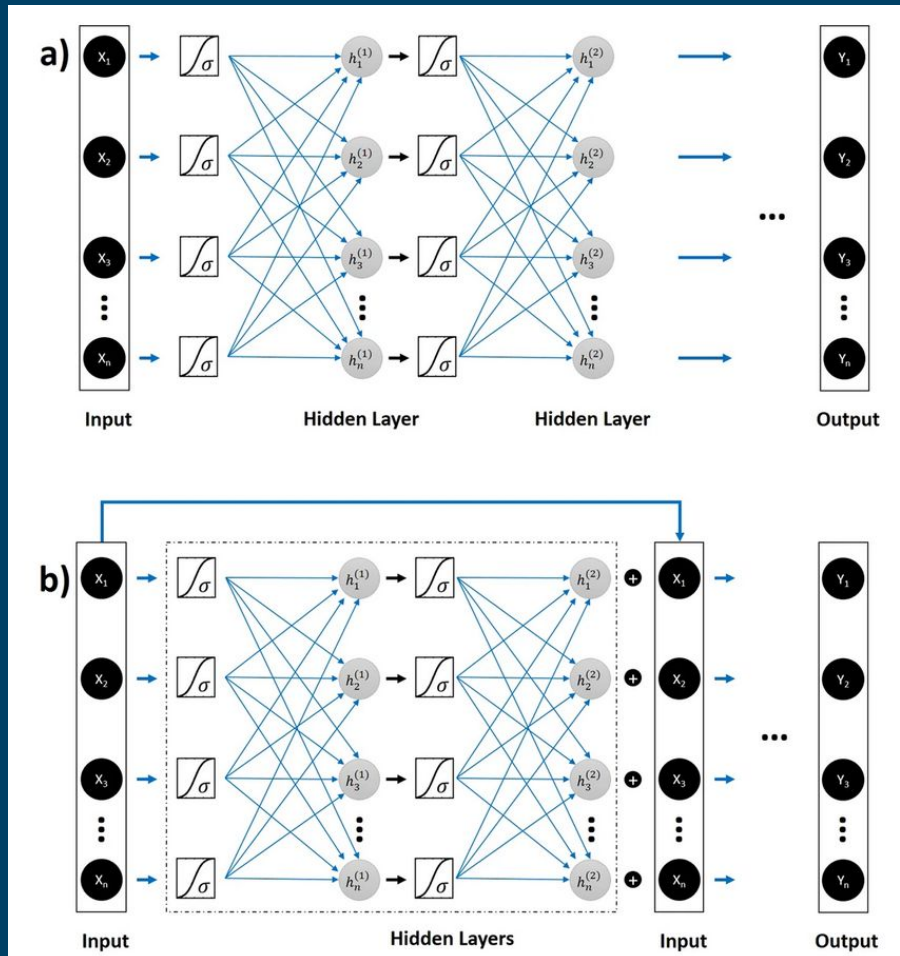 a)
X₁ σ h₁⁽¹⁾ σ h₁⁽²⁾ Y₁
X₂ σ h₂⁽¹⁾ σ h₂⁽²⁾ Y₂
...
X₃ σ h₃⁽¹⁾ σ h₃⁽²⁾ Y₃
Xₙ σ hₙ⁽¹⁾ σ hₙ⁽²⁾ Yₙ
Input Hidden Layer Hidden Layer Output
b)
X₁ σ h₁⁽¹⁾ σ h₁⁽²⁾ + X₁ Y₁
X₂ σ h₂⁽¹⁾ σ h₂⁽²⁾ + X₂ Y₂
...
X₃ σ h₃⁽¹⁾ σ h₃⁽²⁾ + X₃ Y₃
Xₙ σ hₙ⁽¹⁾ σ hₙ⁽²⁾ + Xₙ Yₙ
Input Hidden Layers Input Output